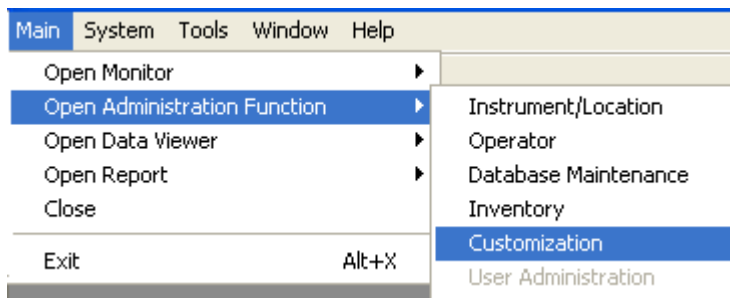 Main System Tools Window Help
Open Monitor
Open Administration Function
Open Data Viewer
Open Report
Close
Exit Alt+X
Instrument/Location
Operator
Database Maintenance
Inventory
Customization
User Administration